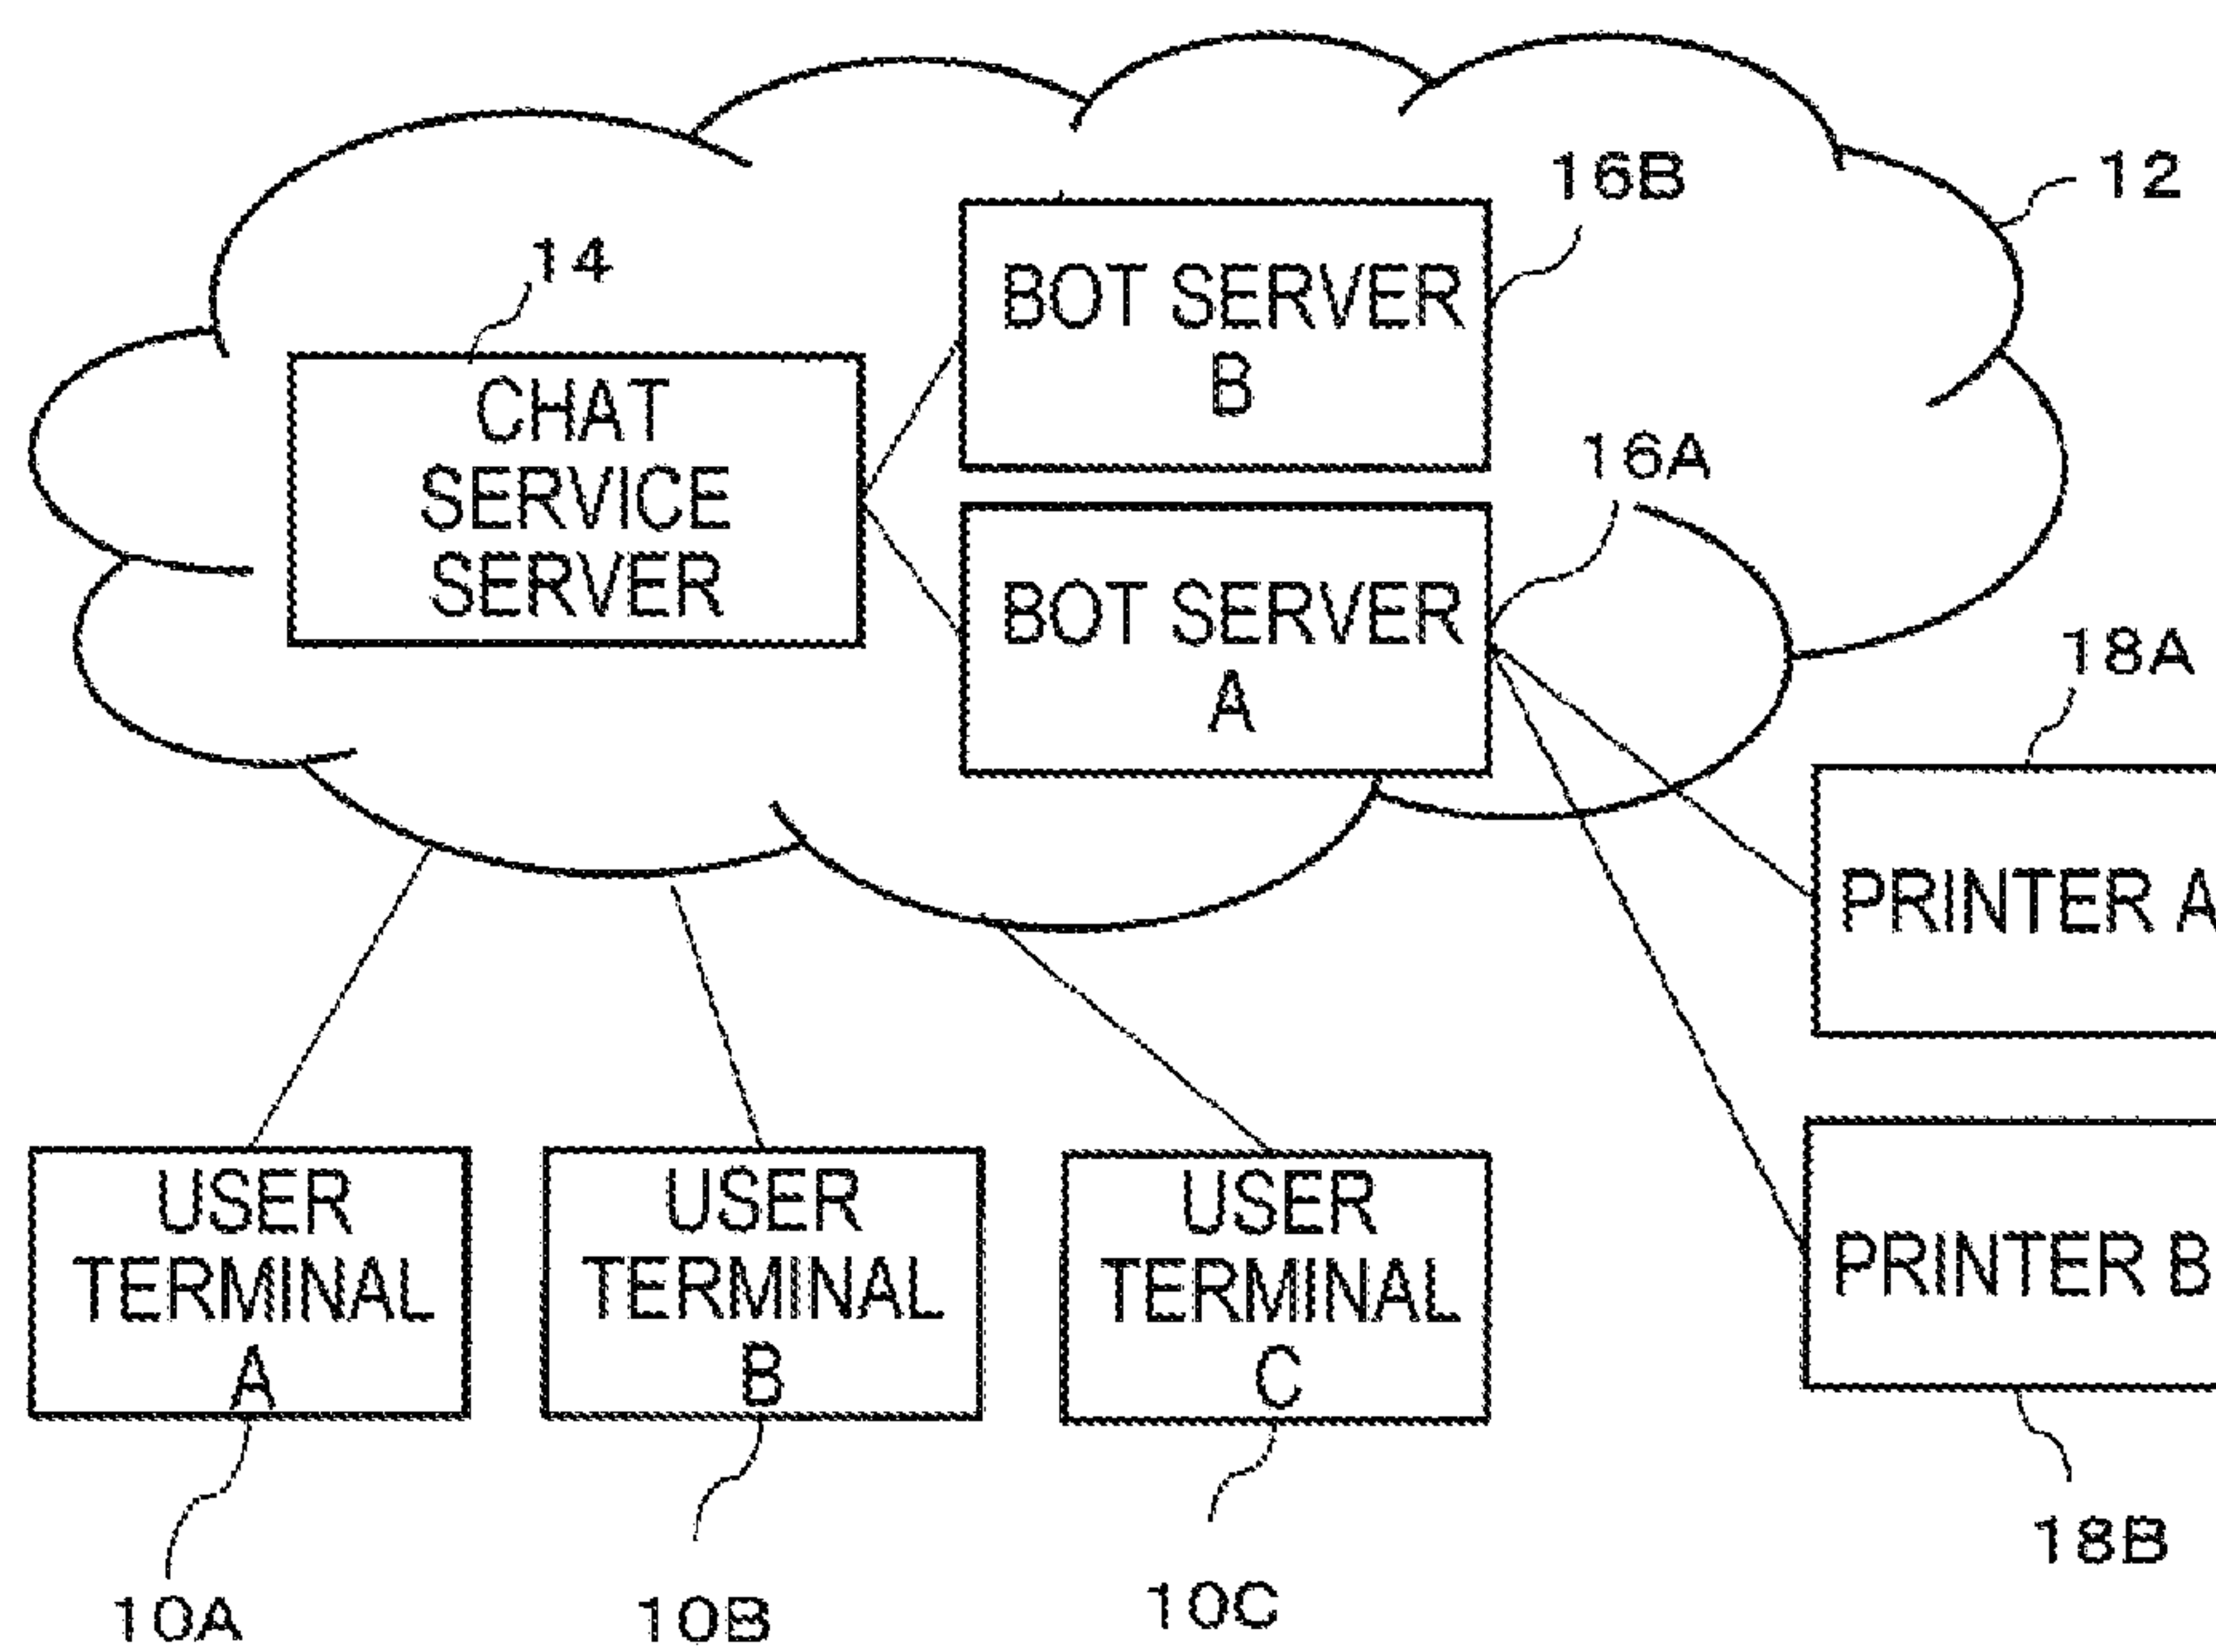 16B
12
14
BOT SERVER
B
CHAT
SERVICE
SERVER
16A
BOT SERVER
A
18A
PRINTER A
USER
TERMINAL
A
USER
TERMINAL
B
USER
TERMINAL
C
PRINTER B
10A
10B
10C
18B